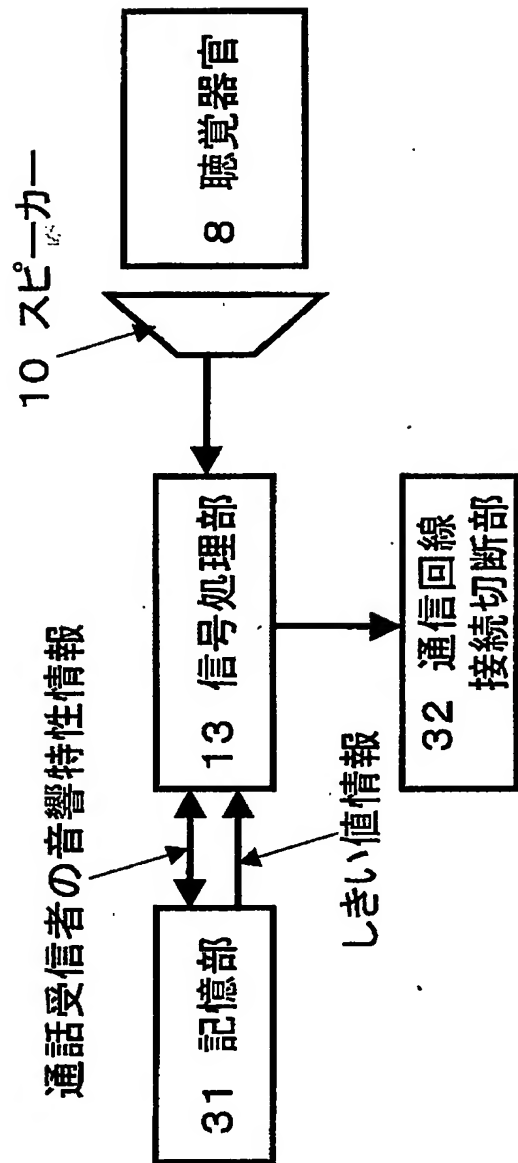 通話受信者の音響特性情報
10 スピーカー
31 記憶部
13 信号処理部
8 聴覚器官
しきい値情報
32 通信回線
接続切断部